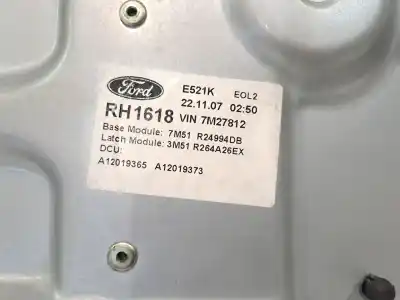 Ford E521K EOL2
22.11.07 02:50
RH1618 VIN 7M27812
Base Module: 7M51 R24994DB
Latch Module: 3M51 R264A26EX
DCU:
A12019365 A12019373